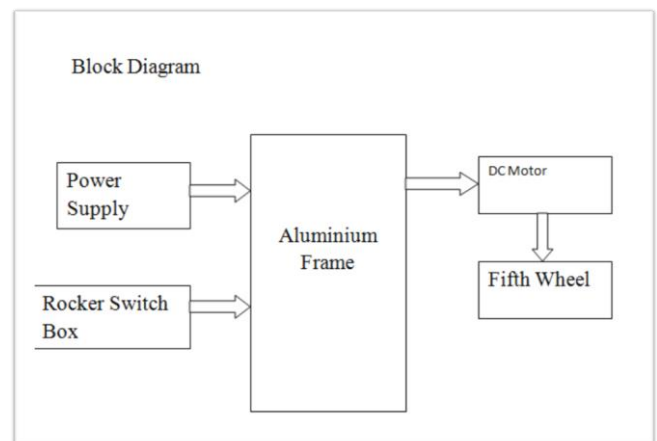 Block Diagram
Power
Supply
Rocker Switch
Box
Aluminium
Frame
DC Motor
Fifth Wheel